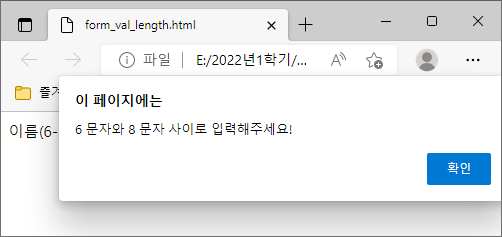 form_val_length.html
파일 E:/2022년1학기/...
이 페이지에는
이름(6-
6 문자와 8 문자 사이로 입력해주세요!
확인